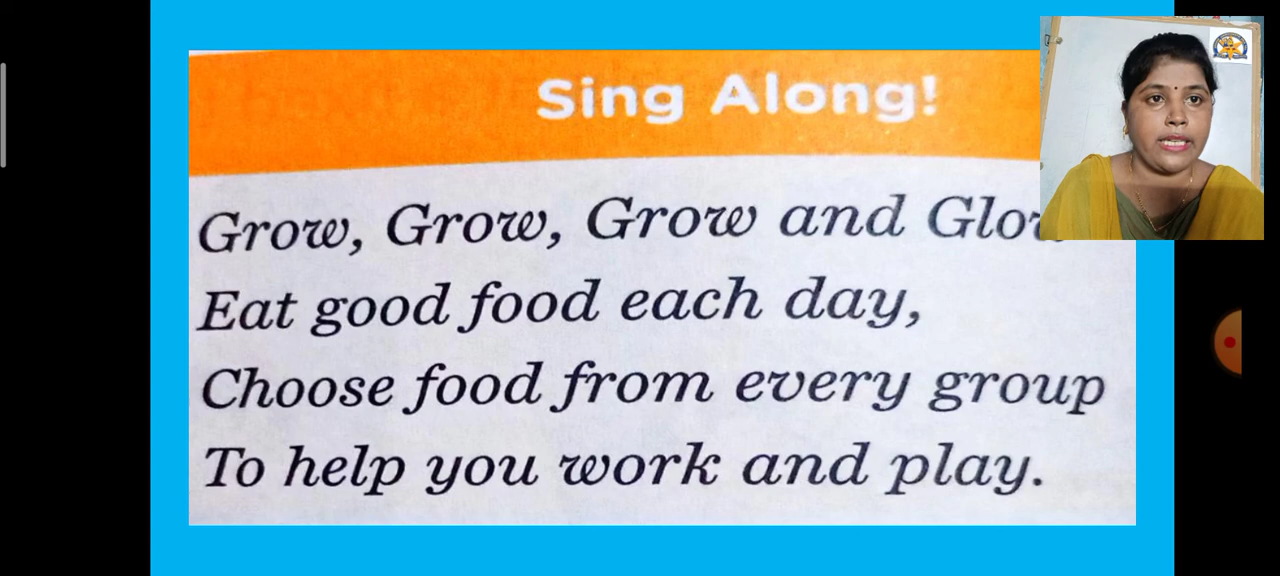 Sing Along!
Grow, Grow, Grow and
Eat good food each day,
Choose food from every group
To help you work and play.